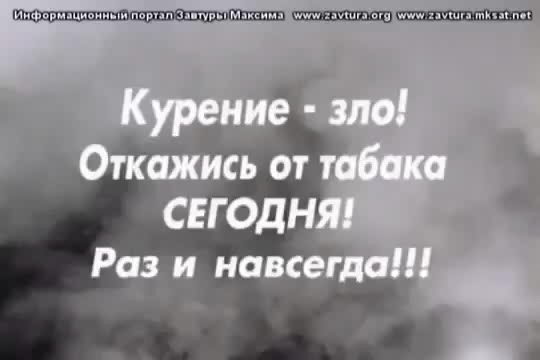 Информационный портал Завтуры Максима www.zavtura.org www.zavtura.mksat.net
Курение - зло!
Откажись от табака
СЕГОДНЯ!
Раз и навсегда!!!